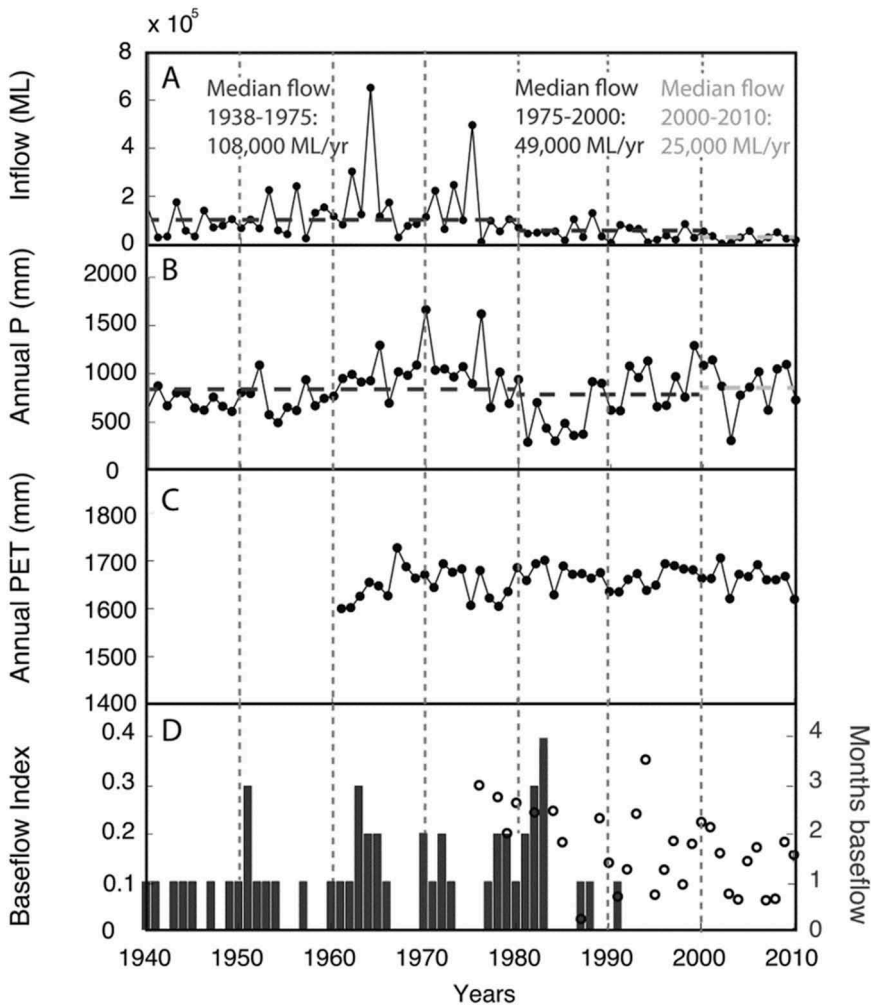 x 10⁵
8
6
4
2
0
Inflow (ML)
A
Median flow
1938-1975:
108,000 ML/yr
Median flow
1975-2000:
49,000 ML/yr
Median flow
2000-2010:
25,000 ML/yr
2000
1500
1000
500
0
Annual P (mm)
B
1800
1700
1600
1500
1400
Annual PET (mm)
C
0.4
0.3
0.2
0.1
0
Baseflow Index
D
4
3
2
1
0
Months baseflow
1940 1950 1960 1970 1980 1990 2000 2010
Years